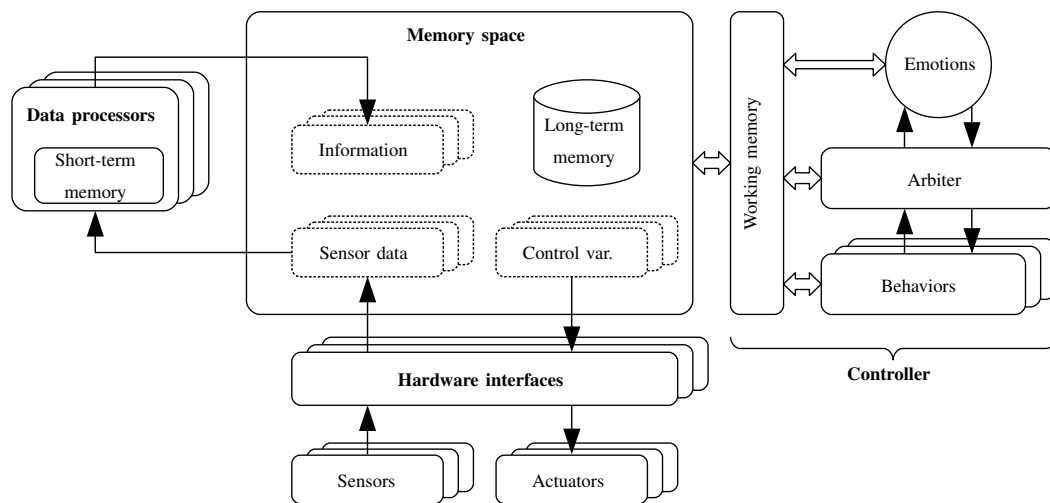 Memory space
Data processors
Short-term
memory
Information
Long-term
memory
Sensor data
Control var.
Hardware interfaces
Sensors
Actuators
Working memory
Emotions
Arbiter
Behaviors
Controller